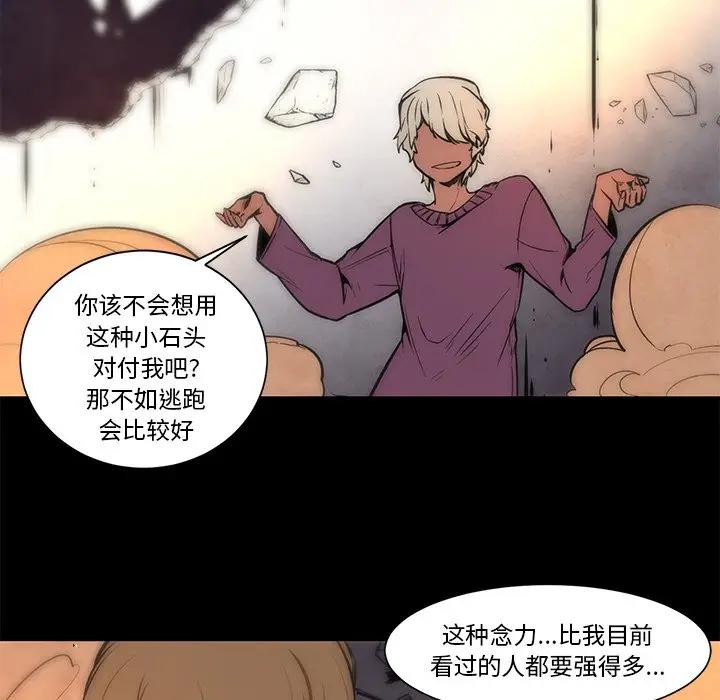 你该不会想用
这种小石头
对付我吧?
那不如逃跑
会比较好
这种念力...比我目前
看过的人都要强得多...